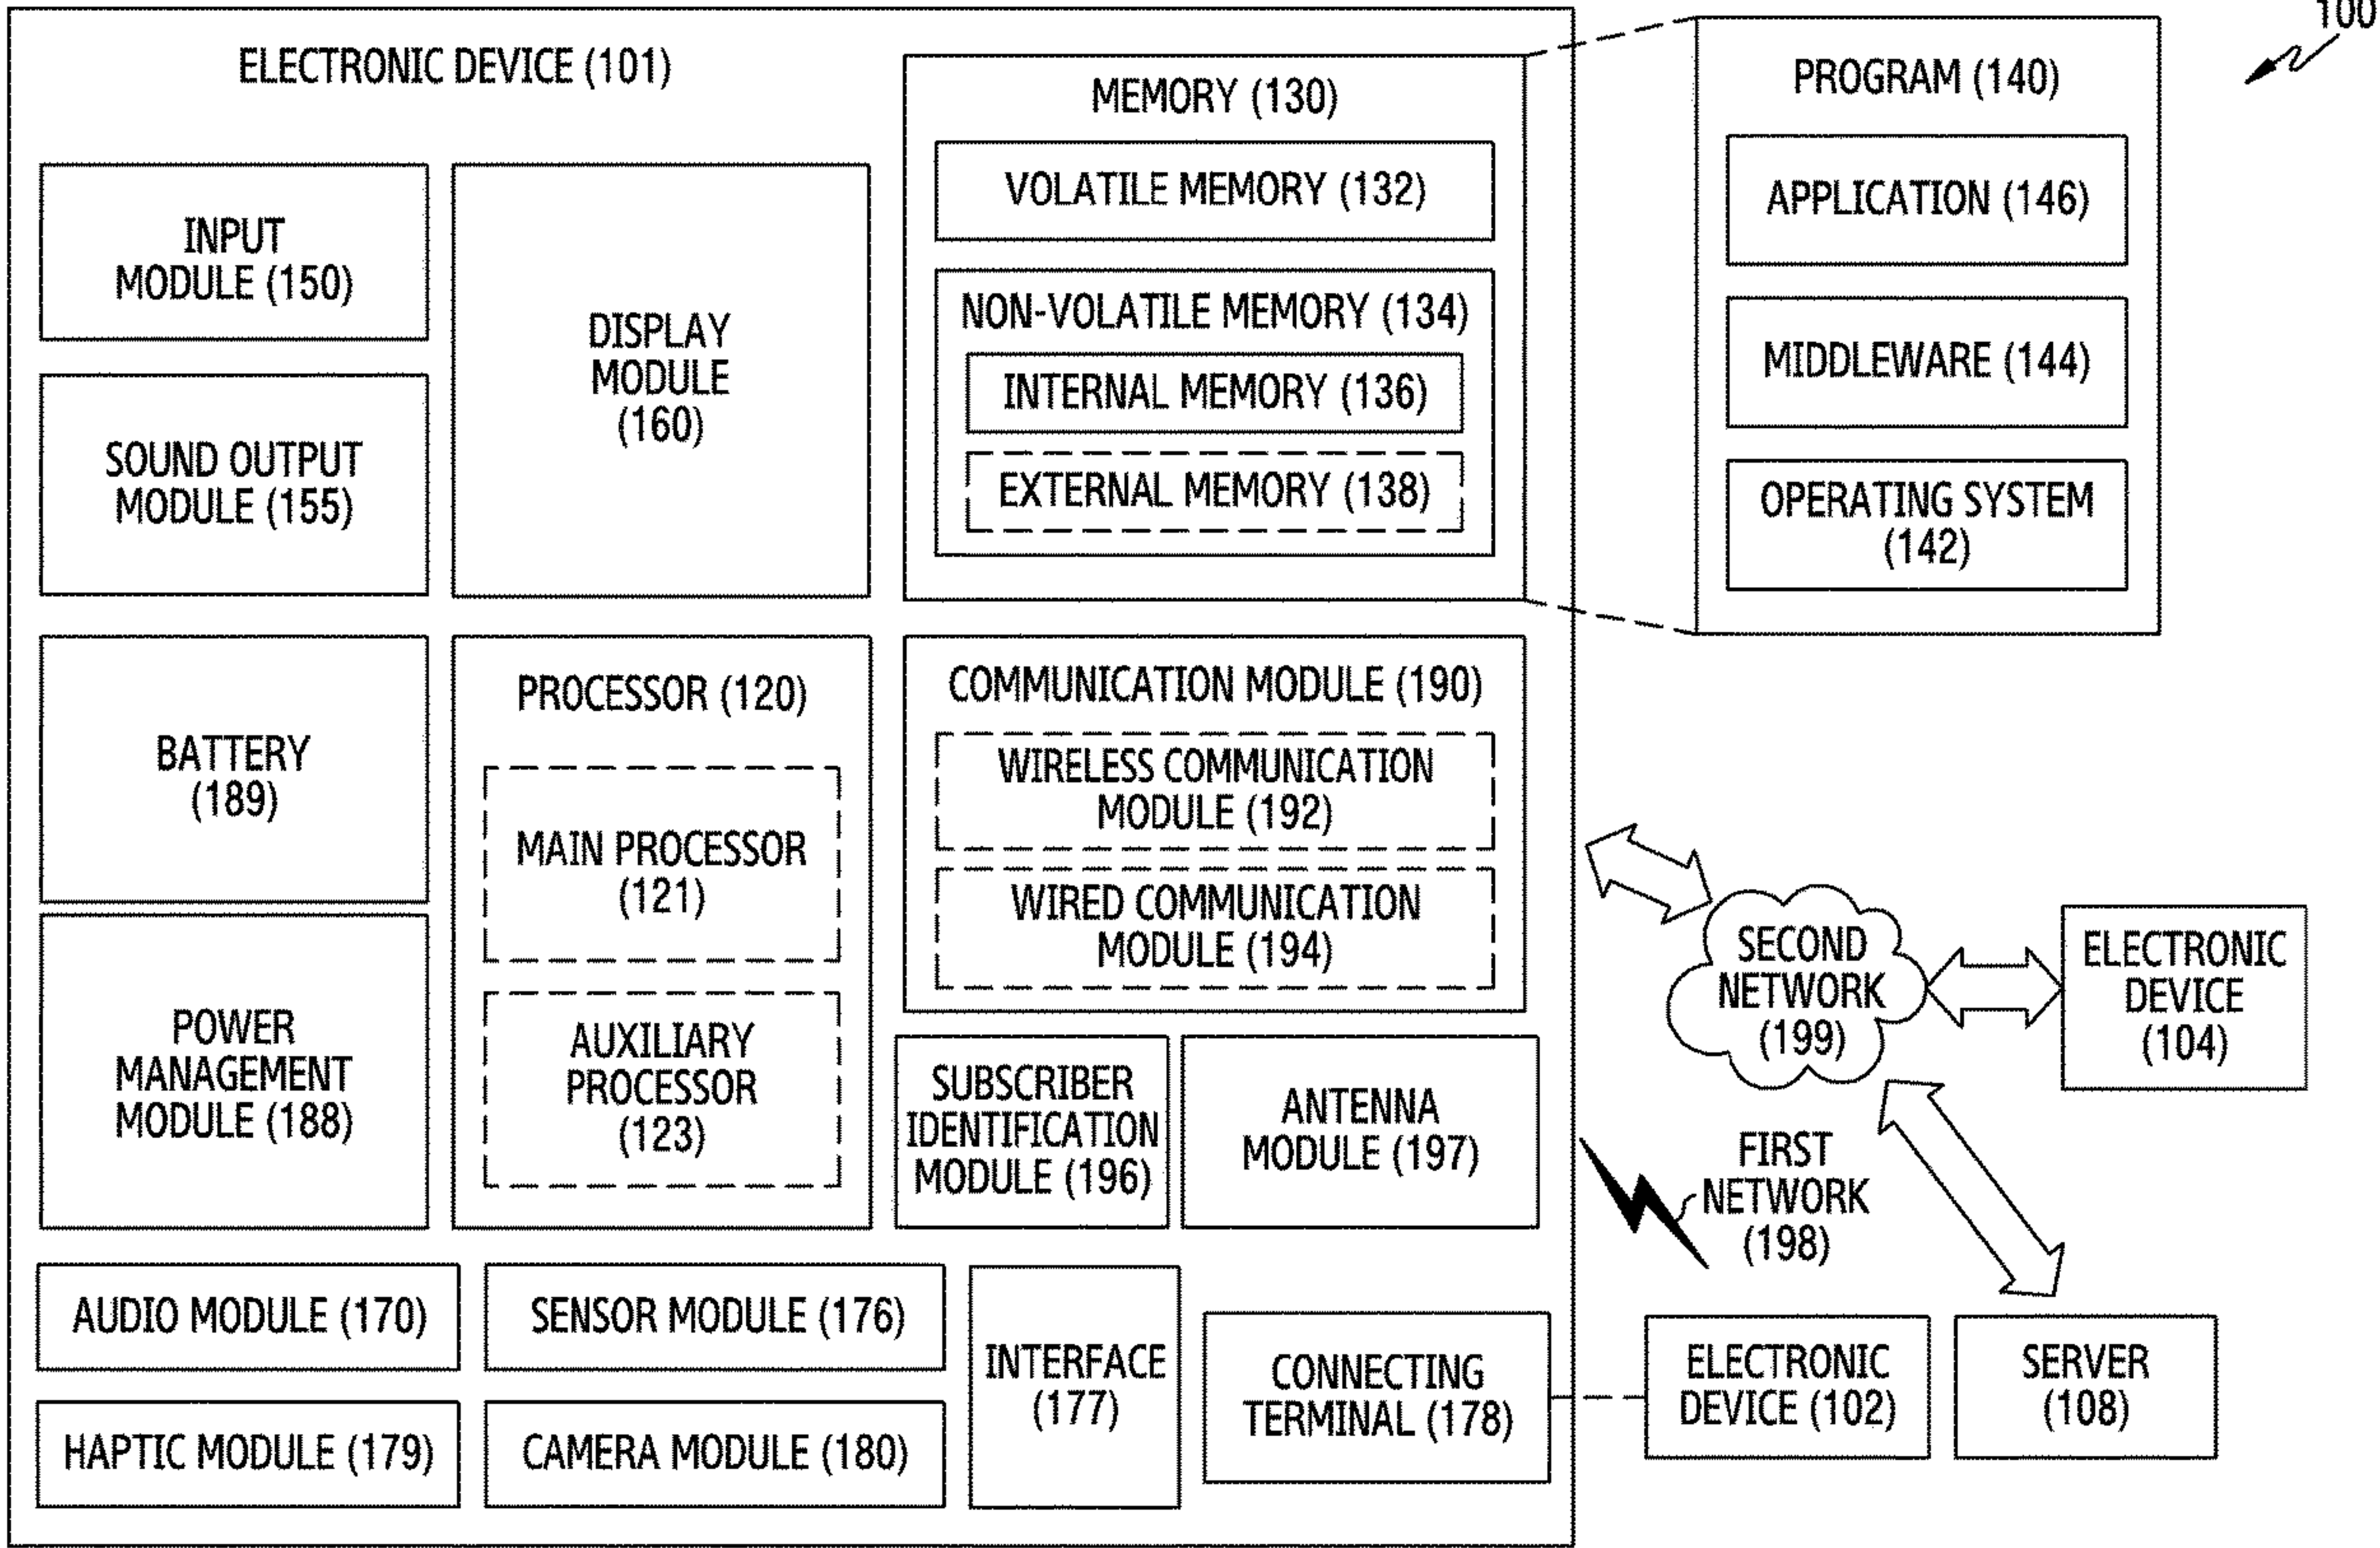 100
ELECTRONIC DEVICE (101)
INPUT
MODULE (150)
SOUND OUTPUT
MODULE (155)
DISPLAY
MODULE
(160)
MEMORY (130)
VOLATILE MEMORY (132)
NON-VOLATILE MEMORY (134)
INTERNAL MEMORY (136)
EXTERNAL MEMORY (138)
PROGRAM (140)
APPLICATION (146)
MIDDLEWARE (144)
OPERATING SYSTEM
(142)
BATTERY
(189)
POWER
MANAGEMENT
MODULE (188)
PROCESSOR (120)
MAIN PROCESSOR
(121)
AUXILIARY
PROCESSOR
(123)
COMMUNICATION MODULE (190)
WIRELESS COMMUNICATION
MODULE (192)
WIRED COMMUNICATION
MODULE (194)
SUBSCRIBER
IDENTIFICATION
MODULE (196)
ANTENNA
MODULE (197)
SECOND
NETWORK
(199)
ELECTRONIC
DEVICE
(104)
FIRST
NETWORK
(198)
AUDIO MODULE (170)
SENSOR MODULE (176)
HAPTIC MODULE (179)
CAMERA MODULE (180)
INTERFACE
(177)
CONNECTING
TERMINAL (178)
ELECTRONIC
DEVICE (102)
SERVER
(108)